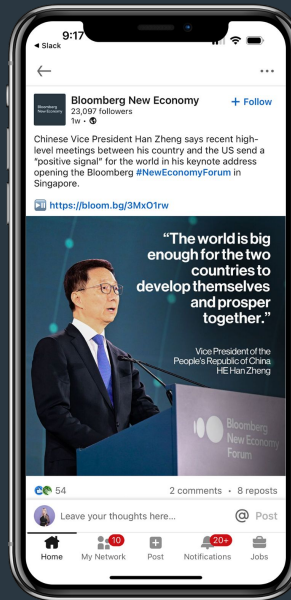 9:17
Slack
Bloomberg New Economy
+ Follow
23,097 followers
1w
Chinese Vice President Han Zheng says recent high-
level meetings between his country and the US send a
“positive signal” for the world in his keynote address
opening the Bloomberg #NewEconomyForum in
Singapore.
https://bloom.bg/3MxO1rw
“The world is big
enough for the two
countries to
develop themselves
and prosper
together.”
Vice President of the
People's Republic of China
HE Han Zheng
Bloomberg
New Economy
Forum
54
2 comments • 8 reposts
Leave your thoughts here...
@ Post
10
20+
Home
My Network
Post
Notifications
Jobs